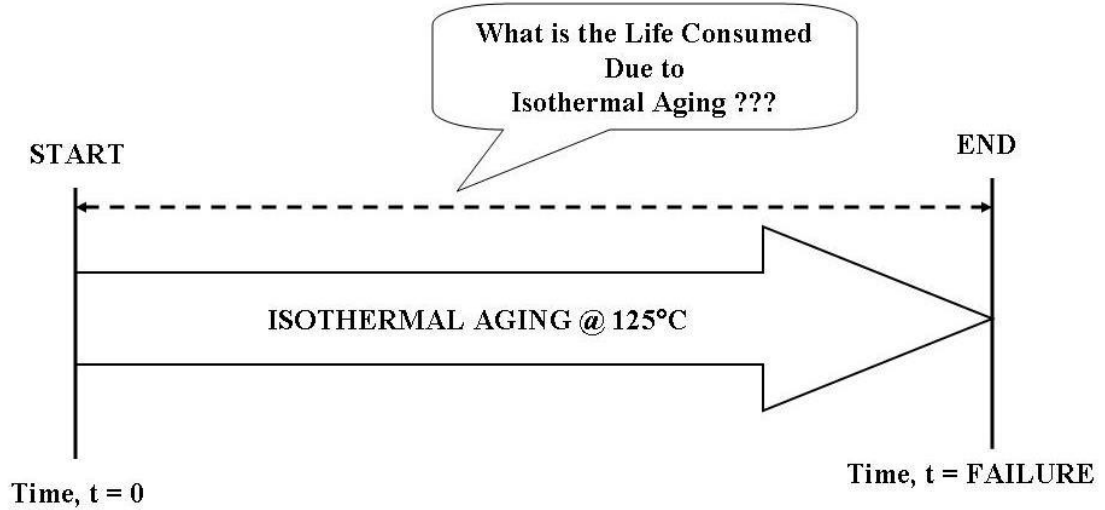 What is the Life Consumed
Due to
Isothermal Aging ???
START
END
ISOTHERMAL AGING @ 125°C
Time, t = 0
Time, t = FAILURE